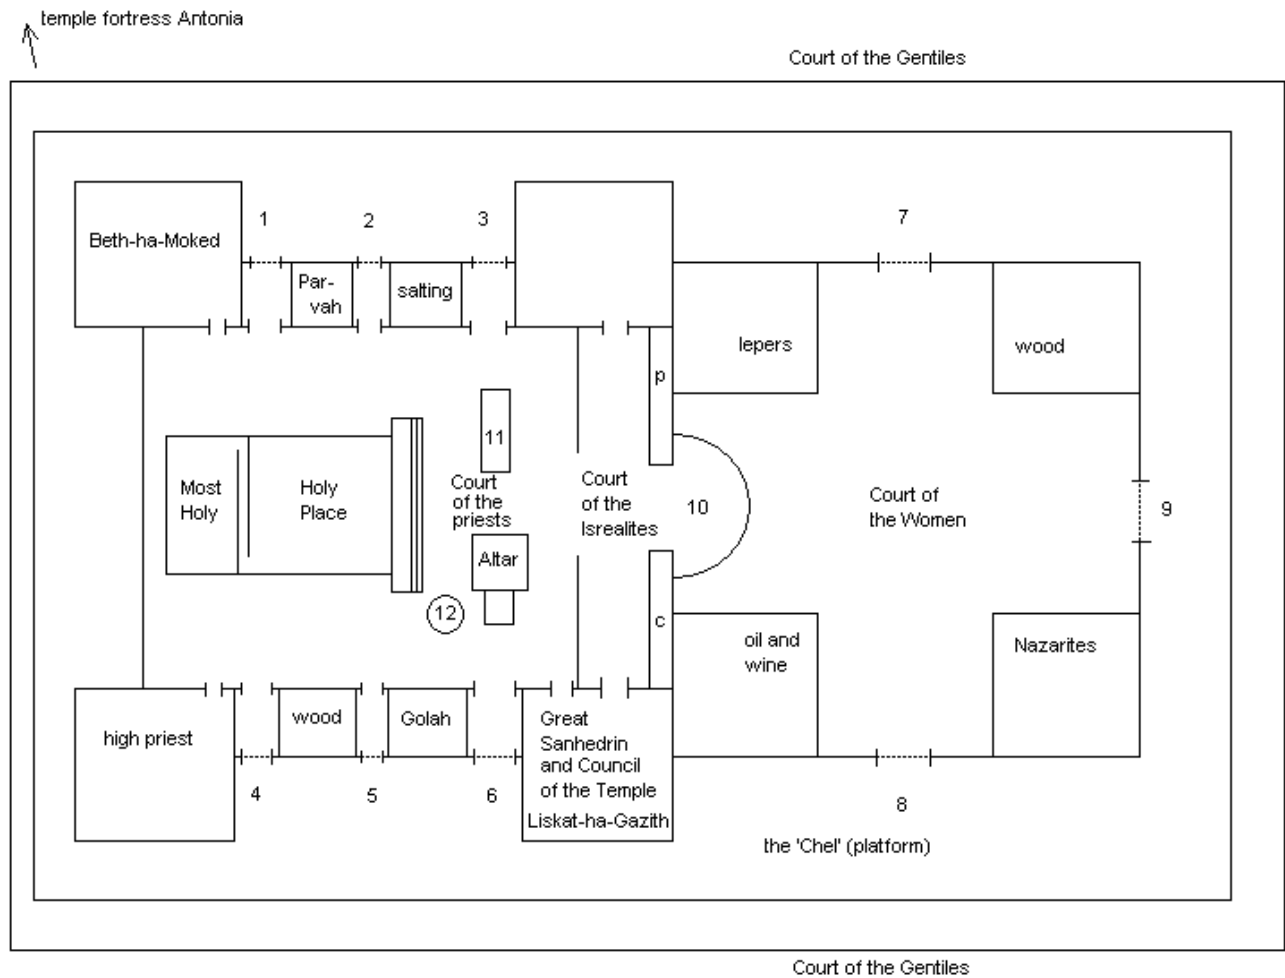 temple fortress Antonia
Court of the Gentiles
1
2
3
7
Beth-ha-Moked
Par-
vah
salting
lepers
wood
p
11
Most
Holy
Holy
Place
Court
of the
priests
Court
of the
Isrealites
10
Court of
the Women
9
Altar
12
c
oil and
wine
Nazarites
high priest
wood
Golah
Great
Sanhedrin
and Council
of the Temple
Liskat-ha-Gazith
4
5
6
8
the 'Chel' (platform)
Court of the Gentiles